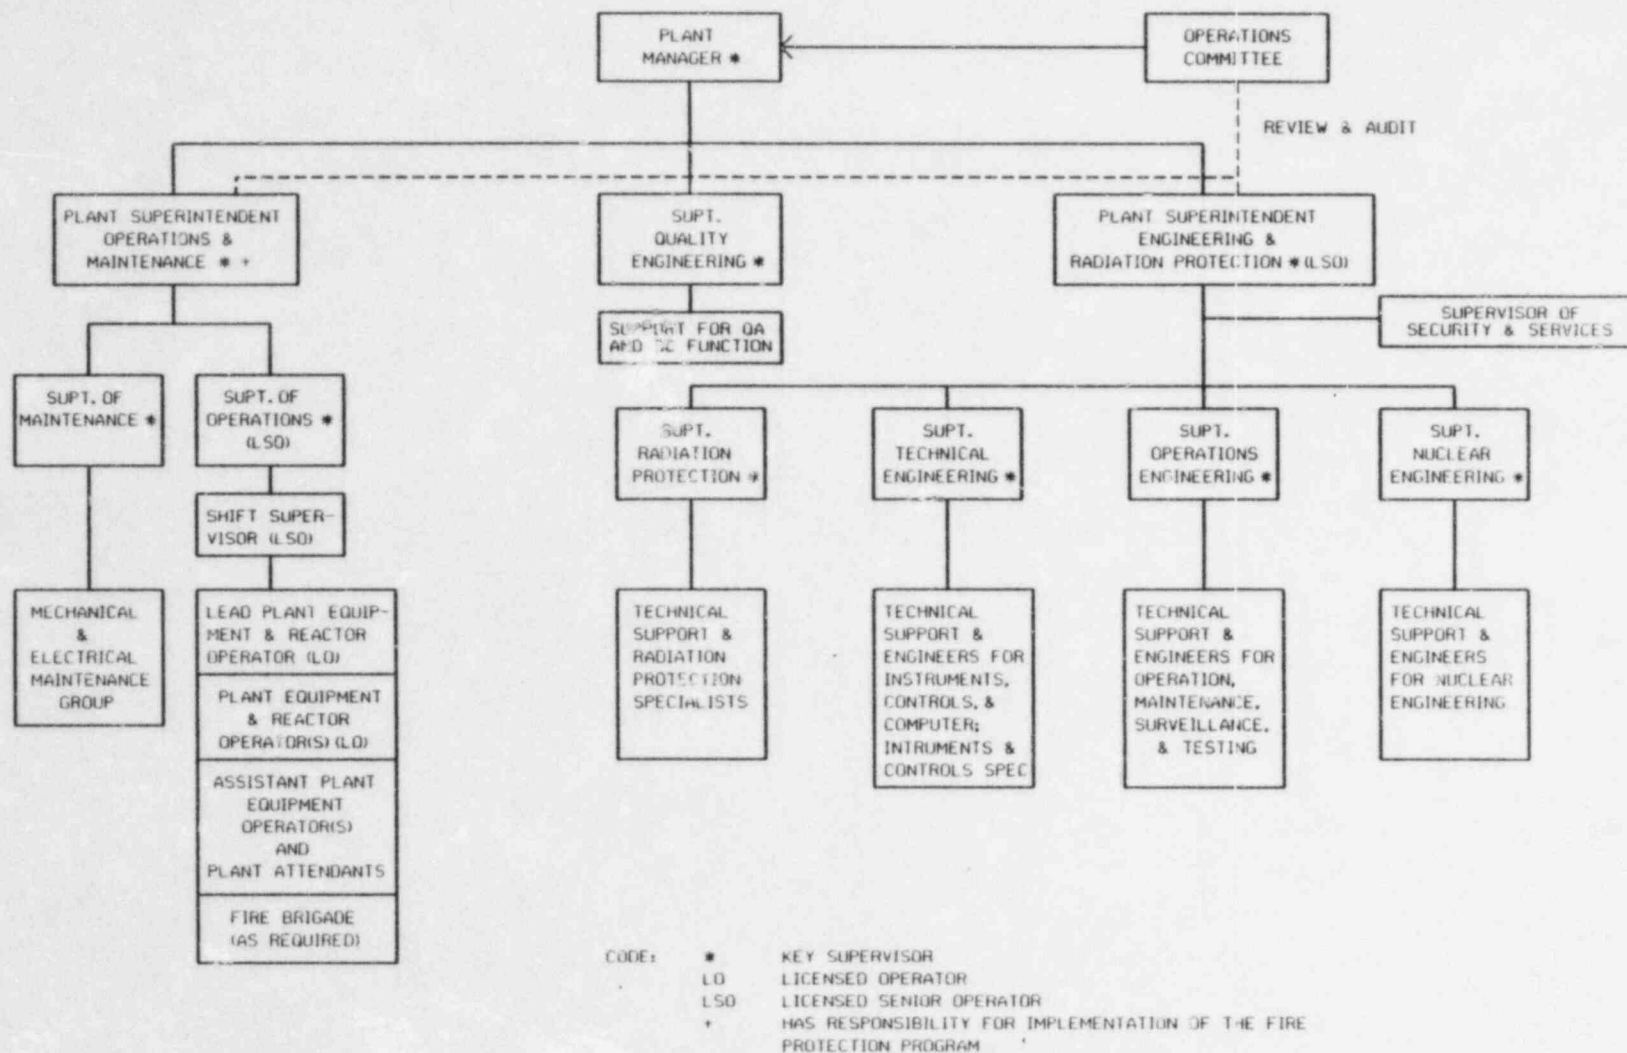 PLANT
MANAGER *
OPERATIONS
COMMITTEE
REVIEW & AUDIT
PLANT SUPERINTENDENT
OPERATIONS &
MAINTENANCE * +
SUPT.
QUALITY
ENGINEERING *
PLANT SUPERINTENDENT
ENGINEERING &
RADIATION PROTECTION * (LSO)
SUPPORT FOR QA
AND QC FUNCTION
SUPERVISOR OF
SECURITY & SERVICES
SUPT. OF
MAINTENANCE *
SUPT. OF
OPERATIONS *
(LSO)
SUPT.
RADIATION
PROTECTION *
SUPT.
TECHNICAL
ENGINEERING *
SUPT.
OPERATIONS
ENGINEERING *
SUPT.
NUCLEAR
ENGINEERING *
SHIFT SUPER-
VISOR (LSO)
MECHANICAL
&
ELECTRICAL
MAINTENANCE
GROUP
LEAD PLANT EQUIP-
MENT & REACTOR
OPERATOR (LO)
PLANT EQUIPMENT
& REACTOR
OPERATOR(S) (LO)
ASSISTANT PLANT
EQUIPMENT
OPERATOR(S)
AND
PLANT ATTENDANTS
FIRE BRIGADE
(AS REQUIRED)
TECHNICAL
SUPPORT &
RADIATION
PROTECTION
SPECIALISTS
TECHNICAL
SUPPORT &
ENGINEERS FOR
INSTRUMENTS,
CONTROLS, &
COMPUTER;
INTRUMENTS &
CONTROLS SPEC
TECHNICAL
SUPPORT &
ENGINEERS FOR
OPERATION,
MAINTENANCE,
SURVEILLANCE,
& TESTING
TECHNICAL
SUPPORT &
ENGINEERS
FOR NUCLEAR
ENGINEERING
CODE: * KEY SUPERVISOR
LO LICENSED OPERATOR
LSO LICENSED SENIOR OPERATOR
+ HAS RESPONSIBILITY FOR IMPLEMENTATION OF THE FIRE
PROTECTION PROGRAM